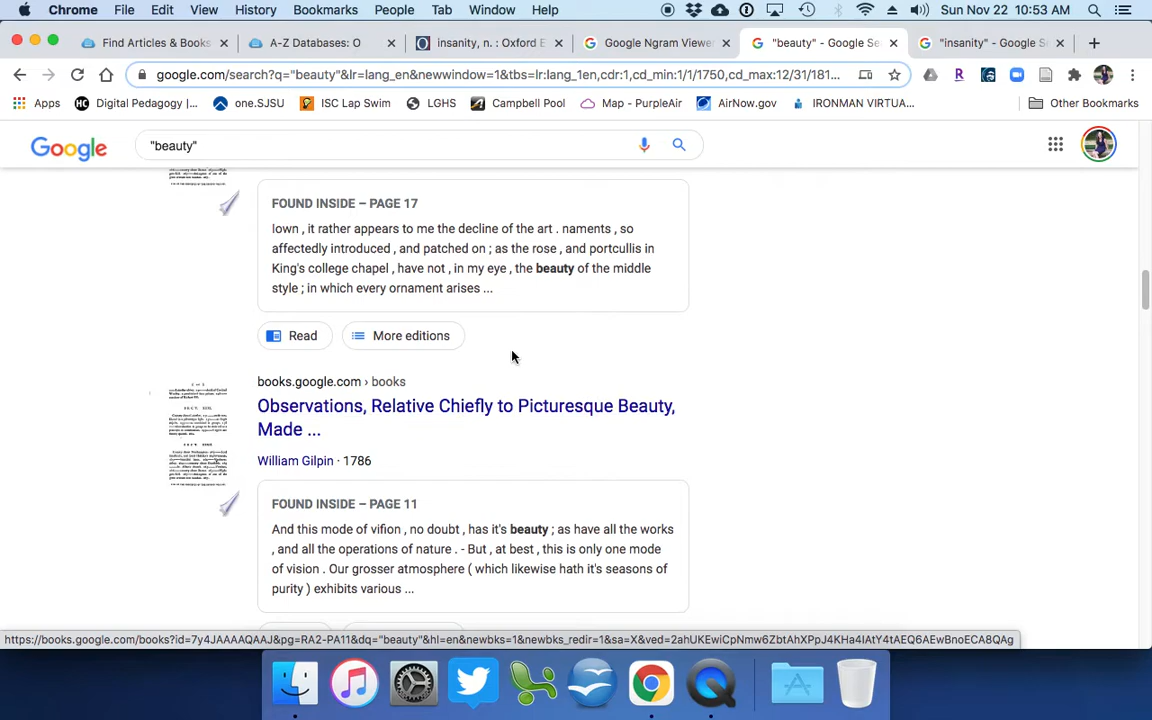 Chrome File Edit View History Bookmarks People Tab Window Help Sun Nov 22 10:53 AM
Find Articles & Books
A-Z Databases: O
insanity, n. : Oxford E
Google Ngram Viewer
"beauty" - Google Se
"insanity" - Google S
google.com/search?q="beauty"&lr=lang_en&newwindow=1&tbs=lr:lang_1en,cdr:1,cd_min:1/1/1750,cd_max:12/31/181...
Apps Digital Pedagogy |... one.SJSU ISC Lap Swim LGHS Campbell Pool Map - PurpleAir AirNow.gov IRONMAN VIRTUA... Other Bookmarks
Google
"beauty"
FOUND INSIDE – PAGE 17
Iown , it rather appears to me the decline of the art . naments , so
affectedly introduced , and patched on ; as the rose , and portcullis in
King's college chapel , have not , in my eye , the beauty of the middle
style ; in which every ornament arises ...
Read More editions
books.google.com › books
Observations, Relative Chiefly to Picturesque Beauty,
Made ...
William Gilpin · 1786
FOUND INSIDE – PAGE 11
And this mode of vifion , no doubt , has it's beauty ; as have all the works
, and all the operations of nature . - But , at best , this is only one mode
of vision . Our grosser atmosphere ( which likewise hath it's seasons of
purity ) exhibits various ...
https://books.google.com/books?id=7y4JAAAAQAAJ&pg=RA2-PA11&dq="beauty"&hl=en&newbks=1&newbks_redir=1&sa=X&ved=2ahUKEwiCpNmw6ZbtAhXPpJ4KHa4IAtY4tAEQ6AEwBnoECA8QAg